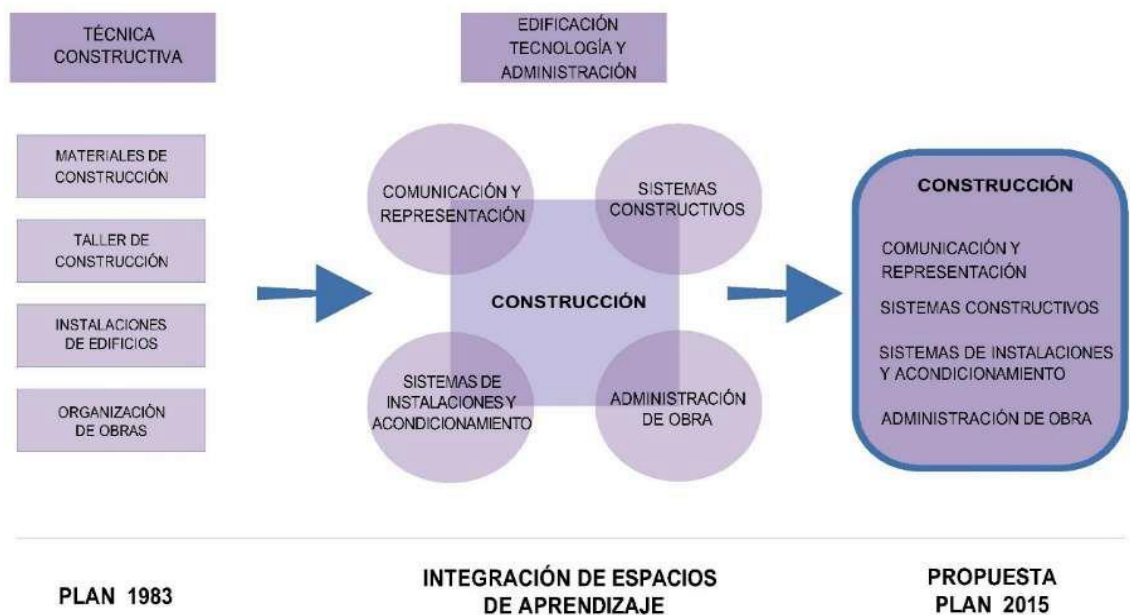 TÉCNICA
CONSTRUCTIVA
MATERIALES DE
CONSTRUCCIÓN
TALLER DE
CONSTRUCCIÓN
INSTALACIONES
DE EDIFICIOS
ORGANIZACIÓN
DE OBRAS
PLAN 1983
EDIFICACIÓN
TECNOLOGÍA Y
ADMINISTRACIÓN
COMUNICACIÓN Y
REPRESENTACIÓN
SISTEMAS
CONSTRUCTIVOS
CONSTRUCCIÓN
SISTEMAS DE
INSTALACIONES Y
ACONDICIONAMIENTO
ADMINISTRACIÓN
DE OBRA
INTEGRACIÓN DE ESPACIOS
DE APRENDIZAJE
CONSTRUCCIÓN
COMUNICACIÓN Y
REPRESENTACIÓN
SISTEMAS CONSTRUCTIVOS
SISTEMAS DE INSTALACIONES
Y ACONDICIONAMIENTO
ADMINISTRACIÓN DE OBRA
PROPUESTA
PLAN 2015